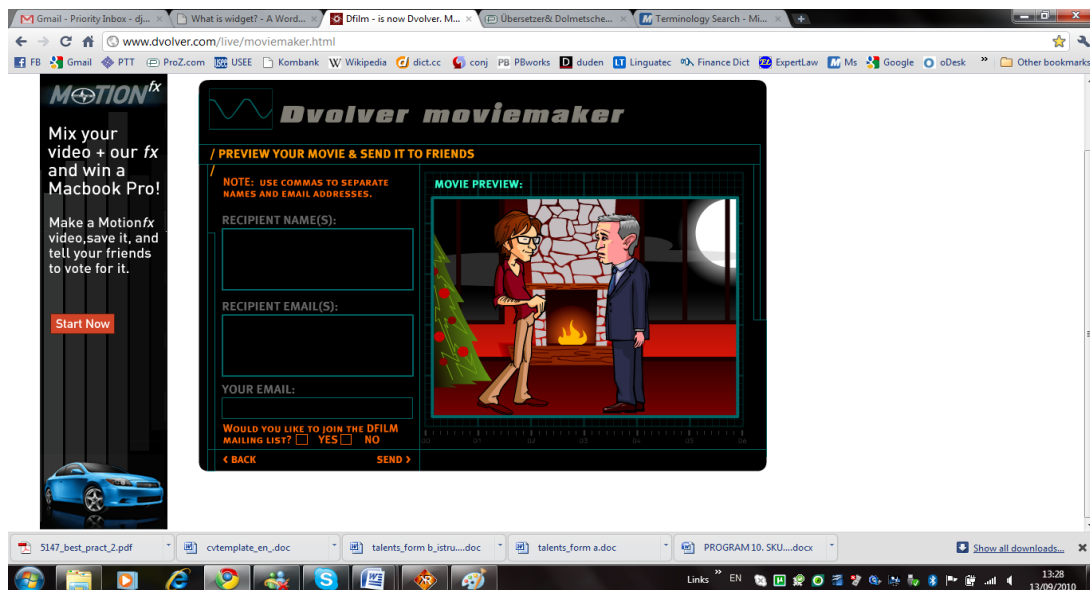 Gmail - Priority Inbox - dj...
What is widget? - A Word...
Dfilm - is now Dvolver. M...
Übersetzer& Dolmetsche...
Terminology Search - Mi...
www.dvolver.com/live/moviemaker.html
FB Gmail PTT ProZ.com USEE Kombank Wikipedia dict.cc conj PBworks duden Linguatec Finance Dict ExpertLaw Ms Google oDesk » Other bookmarks
MOTION fx
Mix your
video + our fx
and win a
Macbook Pro!
Make a Motionfx
video,save it, and
tell your friends
to vote for it.
Start Now
Dvolver moviemaker
/ PREVIEW YOUR MOVIE & SEND IT TO FRIENDS
/
NOTE: USE COMMAS TO SEPARATE
NAMES AND EMAIL ADDRESSES.
RECIPIENT NAME(S):
RECIPIENT EMAIL(S):
YOUR EMAIL:
WOULD YOU LIKE TO JOIN THE DFILM
MAILING LIST? YES NO
< BACK
SEND >
MOVIE PREVIEW:
00 01 02 03 04 05 06
5147_best_pract_2.pdf
cvtemplate_en_.doc
talents_form b_istru....doc
talents_form a.doc
PROGRAM 10. SKU....docx
Show all downloads...
Links » EN
13:28
13/09/2010